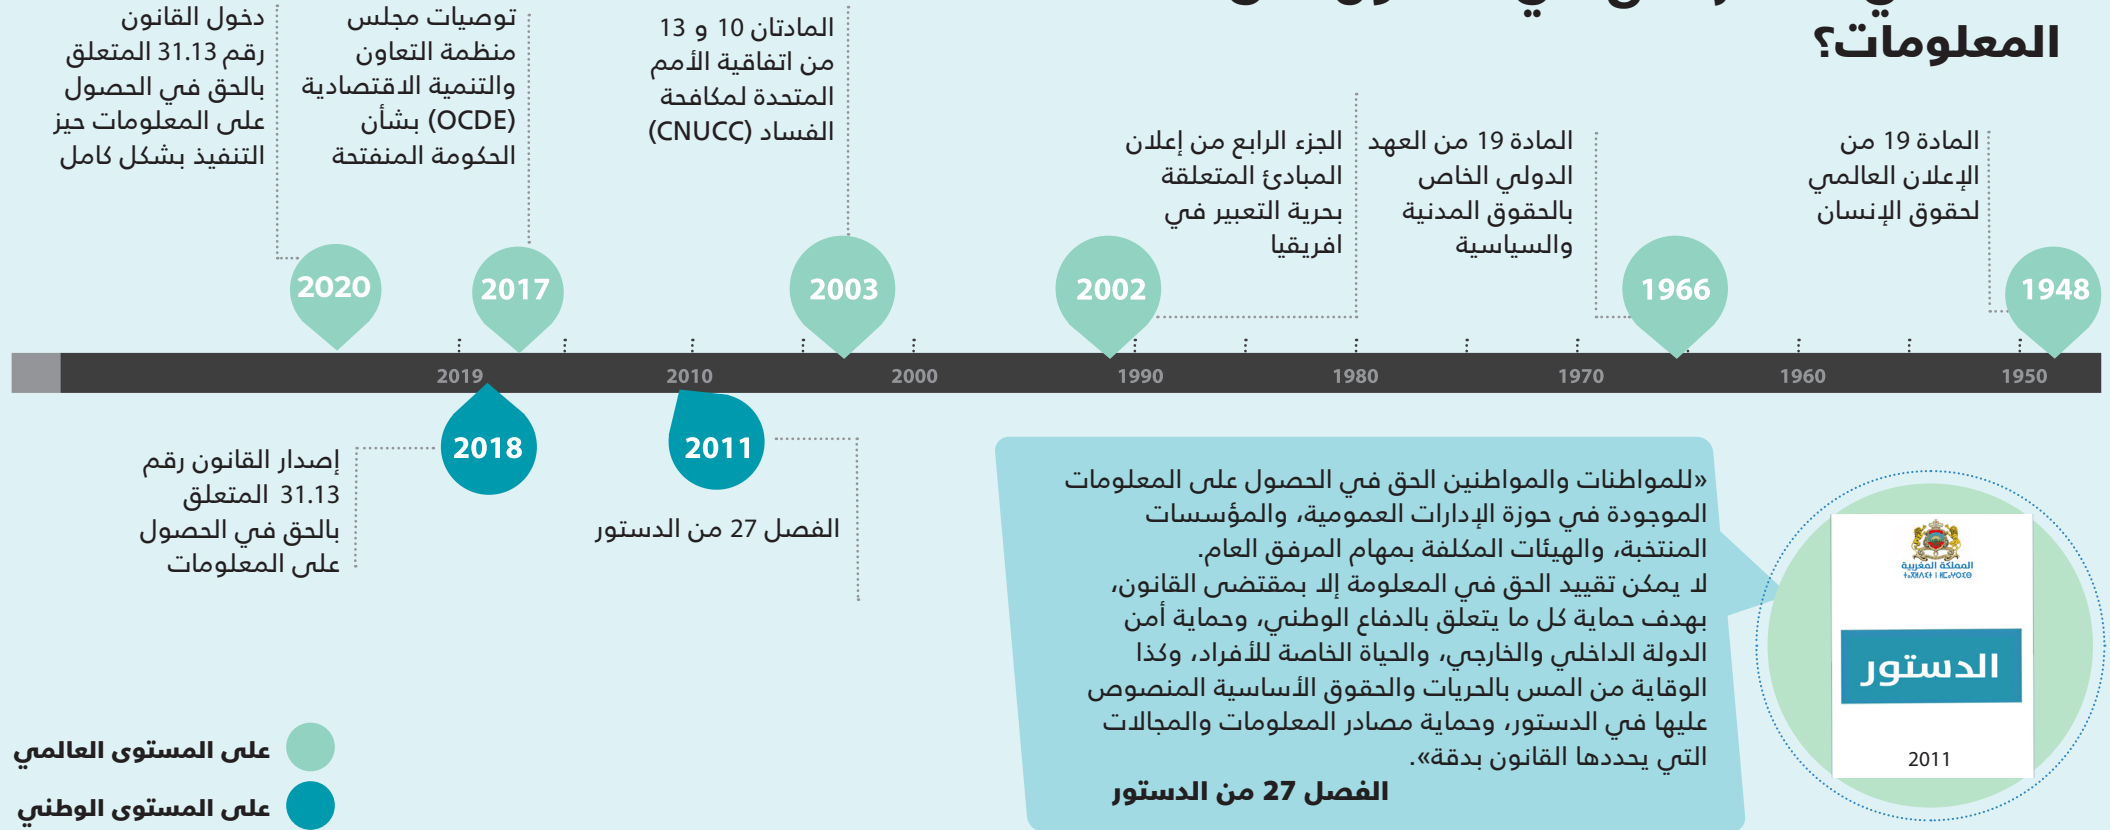 المعلومات؟
المادة 19 من
الإعلان العالمي
لحقوق الإنسان
المادة 19 من العهد
الدولي الخاص
بالحقوق المدنية
والسياسية
الجزء الرابع من إعلان
المبادئ المتعلقة
بحرية التعبير في
افريقيا
المادتان 10 و 13
من اتفاقية الأمم
المتحدة لمكافحة
الفساد (CNUCC)
توصيات مجلس
منظمة التعاون
والتنمية الاقتصادية
(OCDE) بشأن
الحكومة المنفتحة
دخول القانون
رقم 31.13 المتعلق
بالحق في الحصول
على المعلومات حيز
التنفيذ بشكل كامل
1948
1966
2002
2003
2017
2020
1950
1960
1970
1980
1990
2000
2010
2019
2011
2018
الفصل 27 من الدستور
إصدار القانون رقم
31.13 المتعلق
بالحق في الحصول
على المعلومات
المملكة المغربية
ⵜⴰⴳⵍⴷⵉⵜ ⵏ ⵍⵎⵖⵔⵉⴱ
الدستور
2011
«للمواطنات والمواطنين الحق في الحصول على المعلومات
الموجودة في حوزة الإدارات العمومية، والمؤسسات
المنتخبة، والهيئات المكلفة بمهام المرفق العام.
لا يمكن تقييد الحق في المعلومة إلا بمقتضى القانون،
بهدف حماية كل ما يتعلق بالدفاع الوطني، وحماية أمن
الدولة الداخلي والخارجي، والحياة الخاصة للأفراد، وكذا
الوقاية من المس بالحريات والحقوق الأساسية المنصوص
عليها في الدستور، وحماية مصادر المعلومات والمجالات
التي يحددها القانون بدقة».
الفصل 27 من الدستور
على المستوى العالمي
على المستوى الوطني